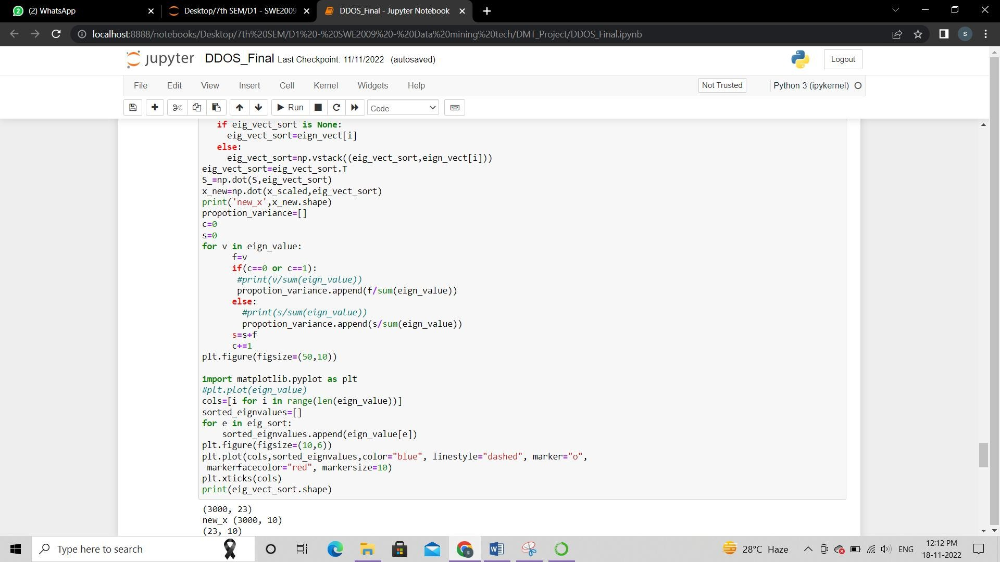 (2) WhatsApp
Desktop/7th SEM/D1 - SWE2009
DDOS_Final - Jupyter Notebook
localhost:8888/notebooks/Desktop/7th%20SEM/D1%20-%20SWE2009%20-%20Data%20mining%20tech/DMT_Project/DDOS_Final.ipynb
S
jupyter DDOS_Final Last Checkpoint: 11/11/2022 (autosaved)
Logout
File Edit View Insert Cell Kernel Widgets Help
Not Trusted
Python 3 (ipykernel)
Run
Code
if eig_vect_sort is None:
eig_vect_sort=eign_vect[i]
else:
eig_vect_sort=np.vstack((eig_vect_sort,eign_vect[i]))
eig_vect_sort=eig_vect_sort.T
S_=np.dot(S,eig_vect_sort)
x_new=np.dot(x_scaled,eig_vect_sort)
print('new_x',x_new.shape)
propotion_variance=[]
c=0
s=0
for v in eign_value:
f=v
if(c==0 or c==1):
#print(v/sum(eign_value))
propotion_variance.append(f/sum(eign_value))
else:
#print(s/sum(eign_value))
propotion_variance.append(s/sum(eign_value))
s=s+f
c+=1
plt.figure(figsize=(50,10))
import matplotlib.pyplot as plt
#plt.plot(eign_value)
cols=[i for i in range(len(eign_value))]
sorted_eignvalues=[]
for e in eig_sort:
sorted_eignvalues.append(eign_value[e])
plt.figure(figsize=(10,6))
plt.plot(cols,sorted_eignvalues,color="blue", linestyle="dashed", marker="o",
markerfacecolor="red", markersize=10)
plt.xticks(cols)
print(eig_vect_sort.shape)
(3000, 23)
new_x (3000, 10)
(23, 10)
Type here to search
28°C Haze
ENG
12:12 PM
18-11-2022